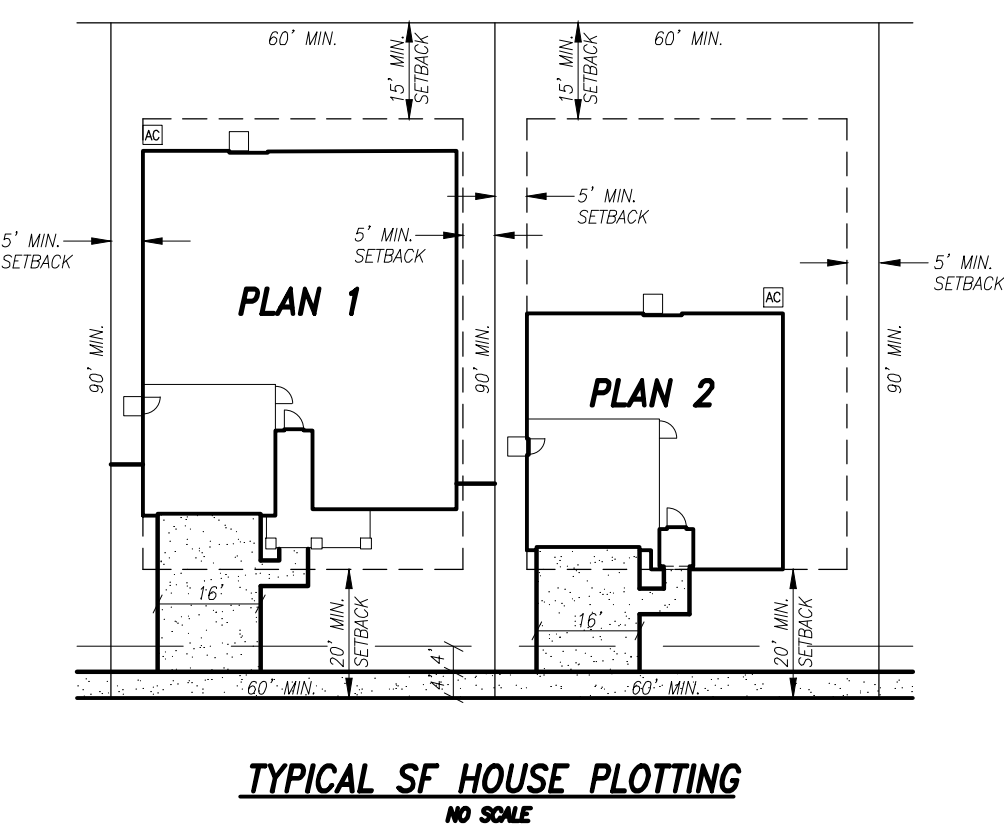 60' MIN.
15' MIN.
SETBACK
15' MIN.
SETBACK
60' MIN.
AC
5' MIN.
SETBACK
5' MIN.
SETBACK
5' MIN.
SETBACK
5' MIN.
SETBACK
PLAN 1
AC
90' MIN.
90' MIN.
90' MIN.
PLAN 2
16'
20' MIN.
SETBACK
16'
20' MIN.
SETBACK
4'
4'
60' MIN.
60' MIN.
TYPICAL SF HOUSE PLOTTING
NO SCALE